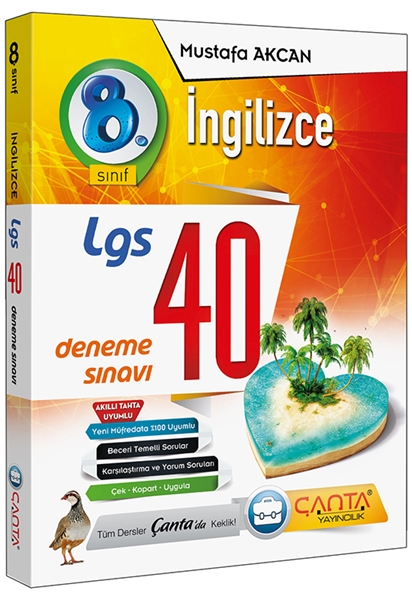 8
sınıf
İNGİLİZCE
Lgs
40
deneme sınavı
ÇANTA
YAYINCILIK
Mustafa AKCAN
8
sınıf
İngilizce
Lgs
40
deneme
sınavı
AKILLI TAHTA
UYUMLU
Yeni Müfredata %100 Uyumlu
Beceri Temelli Sorular
Karşılaştırma ve Yorum Soruları
Çek - Kopart - Uygula
Tüm Dersler Çanta'da Keklik!
ÇANTA®
YAYINCILIK